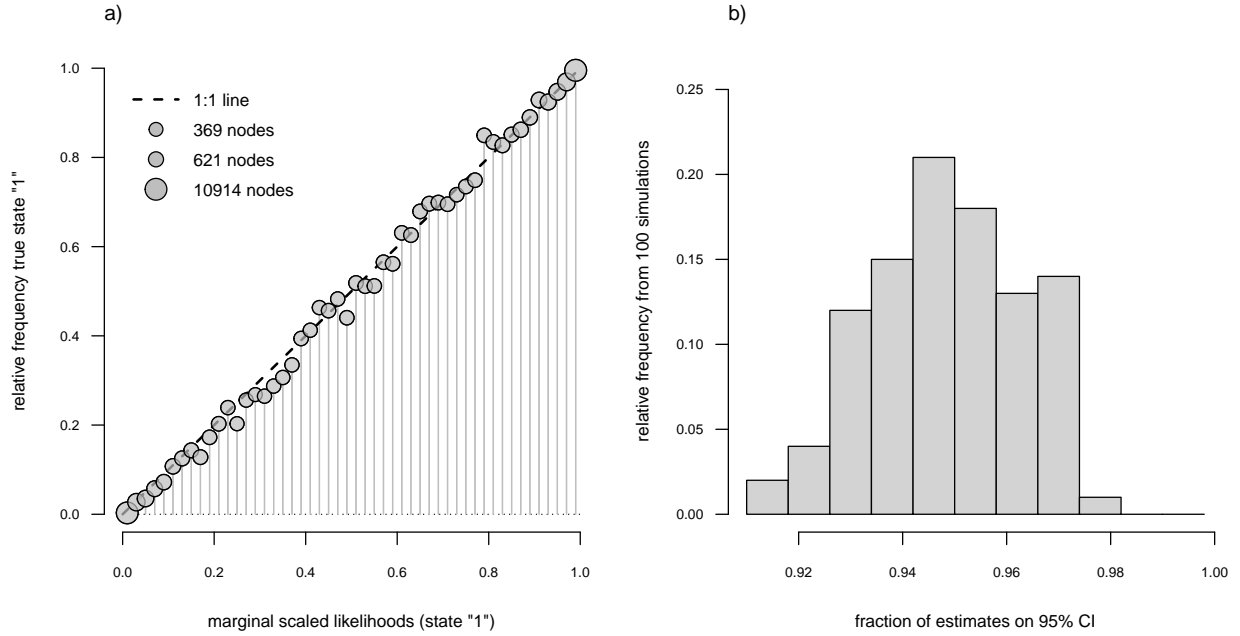 a)
relative frequency true state "1"
1.0
0.8
0.6
0.4
0.2
0.0
1:1 line
369 nodes
621 nodes
10914 nodes
0.0 0.2 0.4 0.6 0.8 1.0
marginal scaled likelihoods (state "1")
b)
relative frequency from 100 simulations
0.25
0.20
0.15
0.10
0.05
0.00
0.92 0.94 0.96 0.98 1.00
fraction of estimates on 95% CI